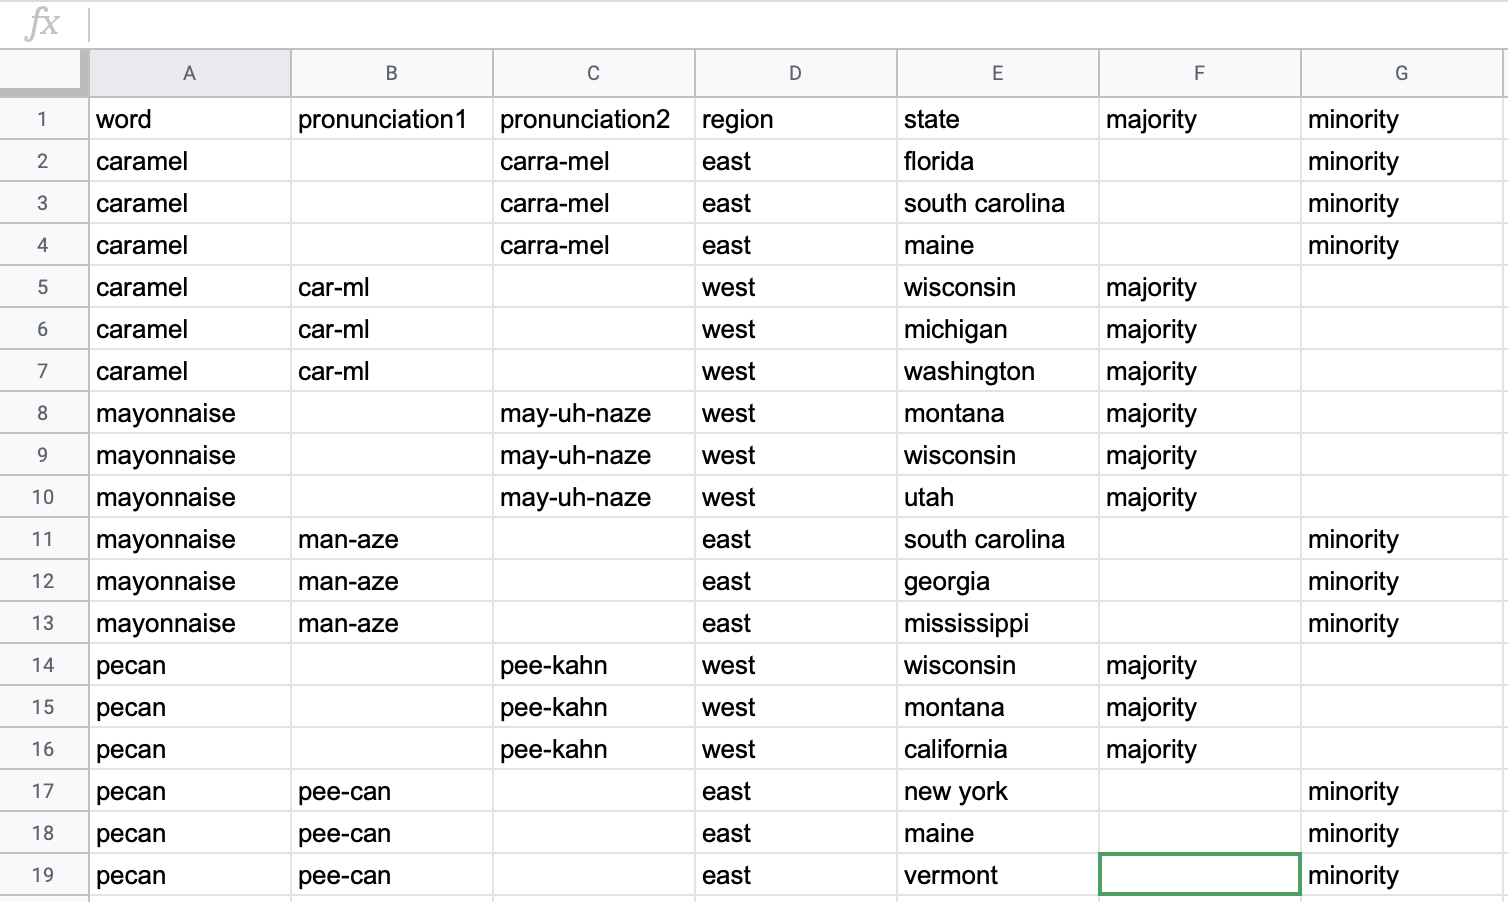 fx
A B C D E F G
1 word pronunciation1 pronunciation2 region state majority minority
2 caramel carra-mel east florida minority
3 caramel carra-mel east south carolina minority
4 caramel carra-mel east maine minority
5 caramel car-ml west wisconsin majority
6 caramel car-ml west michigan majority
7 caramel car-ml west washington majority
8 mayonnaise may-uh-naze west montana majority
9 mayonnaise may-uh-naze west wisconsin majority
10 mayonnaise may-uh-naze west utah majority
11 mayonnaise man-aze east south carolina minority
12 mayonnaise man-aze east georgia minority
13 mayonnaise man-aze east mississippi minority
14 pecan pee-kahn west wisconsin majority
15 pecan pee-kahn west montana majority
16 pecan pee-kahn west california majority
17 pecan pee-can east new york minority
18 pecan pee-can east maine minority
19 pecan pee-can east vermont minority